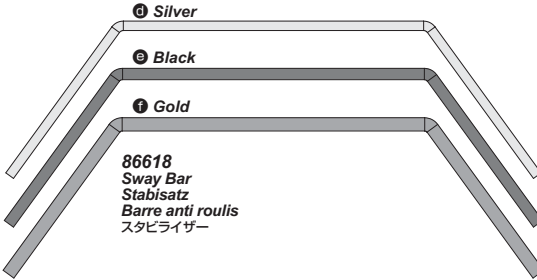 d Silver
e Black
f Gold
86618
Sway Bar
Stabisatz
Barre anti roulis
スタビライザー